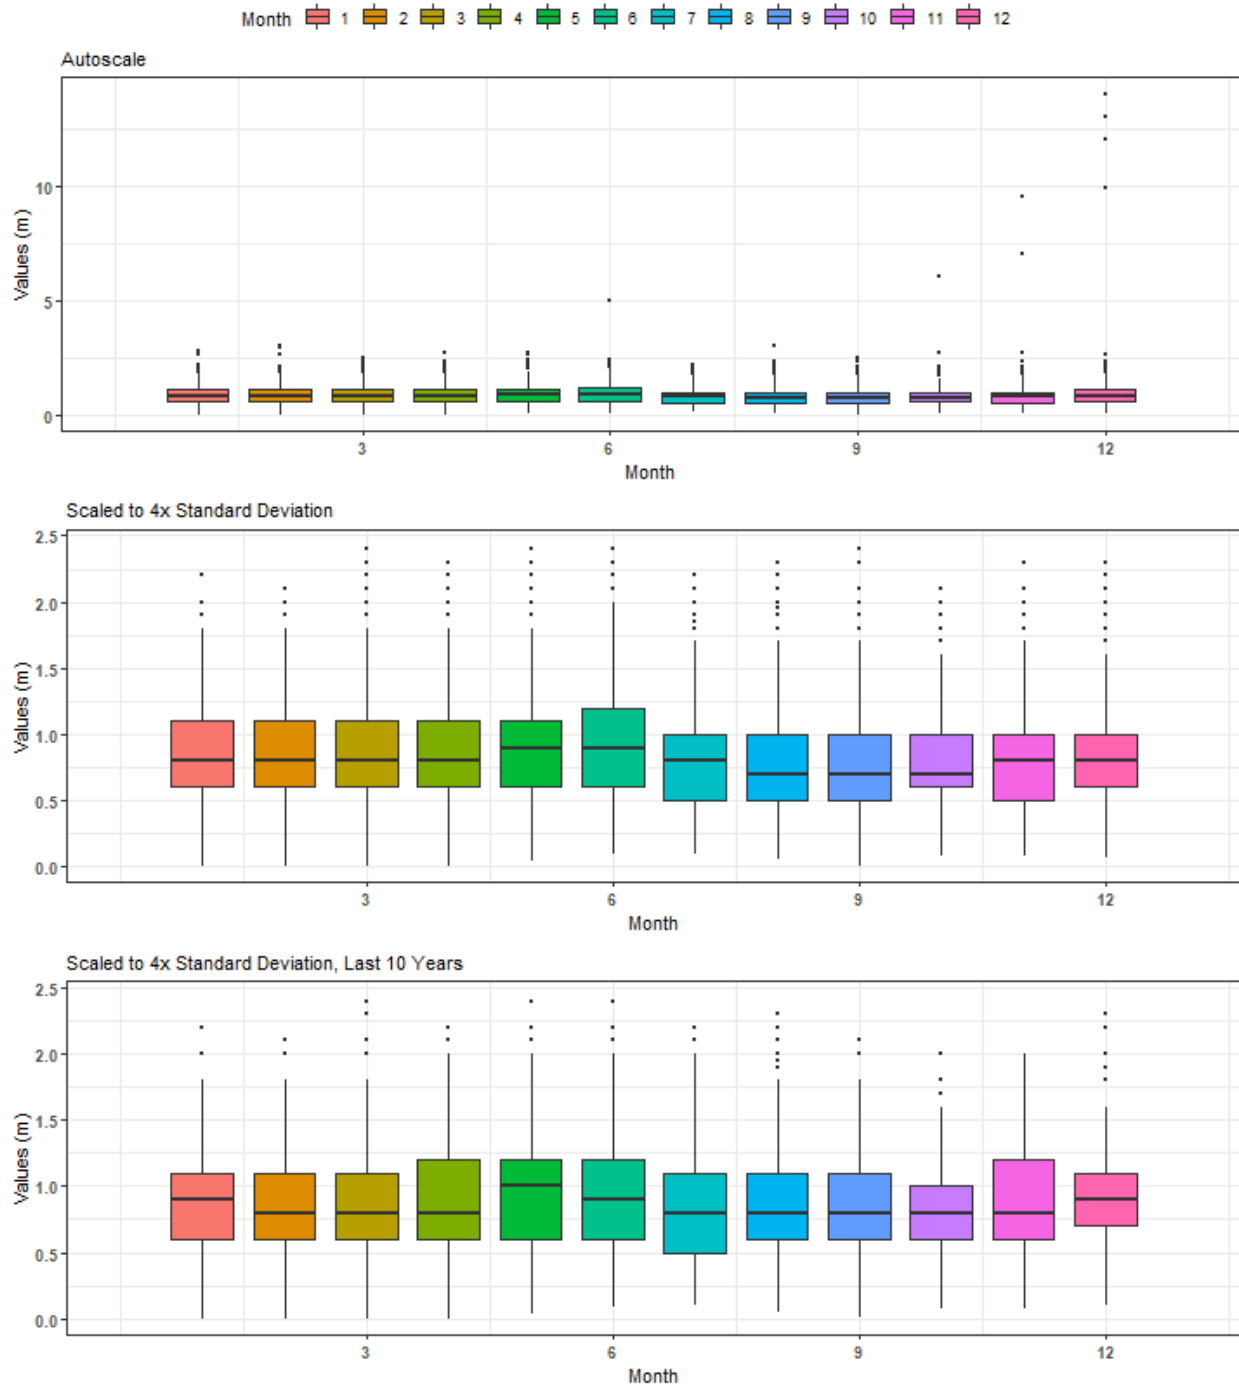 Month 1 2 3 4 5 6 7 8 9 10 11 12
Autoscale
Values (m)
10
5
0
3 6 9 12
Month
Scaled to 4x Standard Deviation
Values (m)
2.5
2.0
1.5
1.0
0.5
0.0
3 6 9 12
Month
Scaled to 4x Standard Deviation, Last 10 Years
Values (m)
2.5
2.0
1.5
1.0
0.5
0.0
3 6 9 12
Month